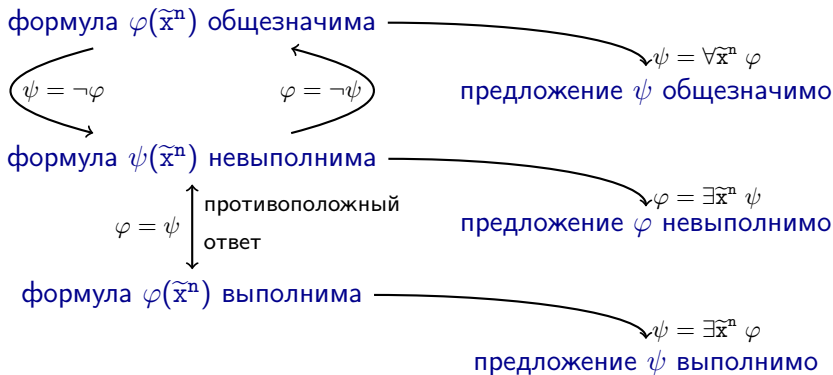 формула φ(x̃ⁿ) общезначима
ψ = ∀x̃ⁿ φ
ψ = ¬φ
φ = ¬ψ
предложение ψ общезначимо
формула ψ(x̃ⁿ) невыполнима
φ = ∃x̃ⁿ ψ
противоположный
φ = ψ
ответ
предложение φ невыполнимо
формула φ(x̃ⁿ) выполнима
ψ = ∃x̃ⁿ φ
предложение ψ выполнимо